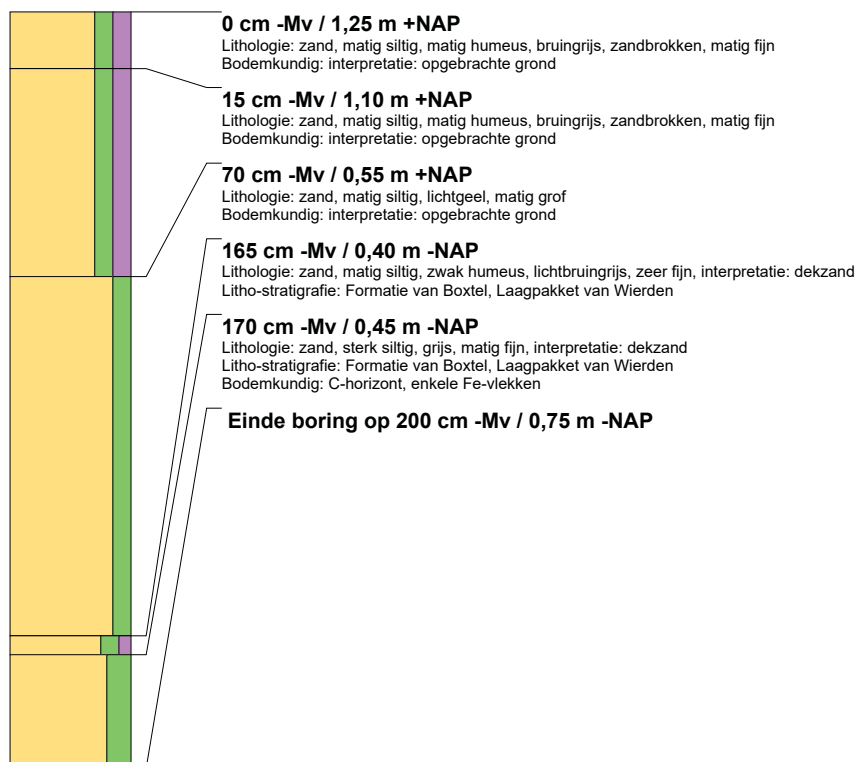 0 cm -Mv / 1,25 m +NAP
Lithologie: zand, matig siltig, matig humeus, bruingrijs, zandbrokken, matig fijn
Bodemkundig: interpretatie: opgebrachte grond
15 cm -Mv / 1,10 m +NAP
Lithologie: zand, matig siltig, matig humeus, bruingrijs, zandbrokken, matig fijn
Bodemkundig: interpretatie: opgebrachte grond
70 cm -Mv / 0,55 m +NAP
Lithologie: zand, matig siltig, lichtgeel, matig grof
Bodemkundig: interpretatie: opgebrachte grond
165 cm -Mv / 0,40 m -NAP
Lithologie: zand, matig siltig, zwak humeus, lichtbruingrijs, zeer fijn, interpretatie: dekzand
Litho-stratigrafie: Formatie van Boxtel, Laagpakket van Wierden
170 cm -Mv / 0,45 m -NAP
Lithologie: zand, sterk siltig, grijs, matig fijn, interpretatie: dekzand
Litho-stratigrafie: Formatie van Boxtel, Laagpakket van Wierden
Bodemkundig: C-horizont, enkele Fe-vlekken
Einde boring op 200 cm -Mv / 0,75 m -NAP